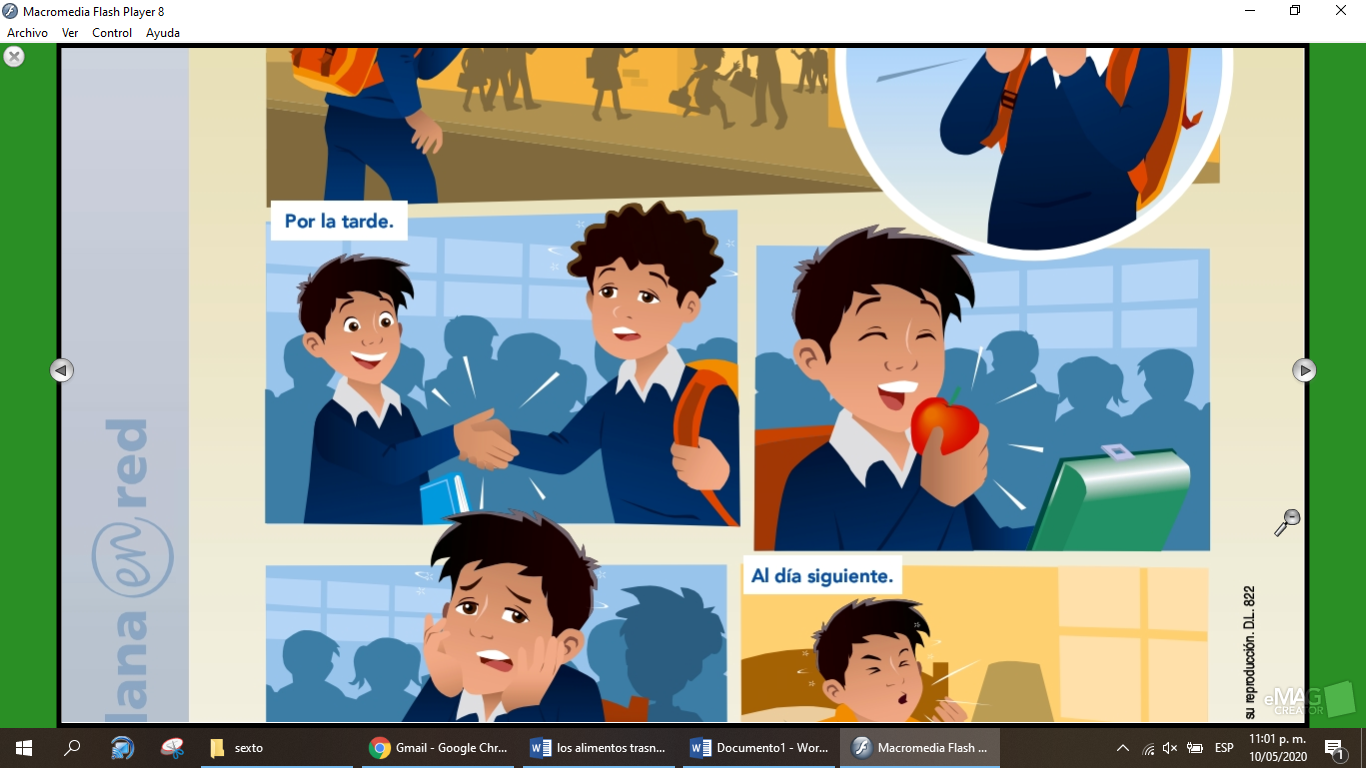 Macromedia Flash Player 8
Archivo Ver Control Ayuda
Por la tarde.
Al día siguiente.
lana en red
su reproducción. D.L. 822
eMAG
CREATOR
sexto
Gmail - Google Chr...
los alimentos trasn...
Documento1 - Wor...
Macromedia Flash ...
ESP
11:01 p. m.
10/05/2020
1